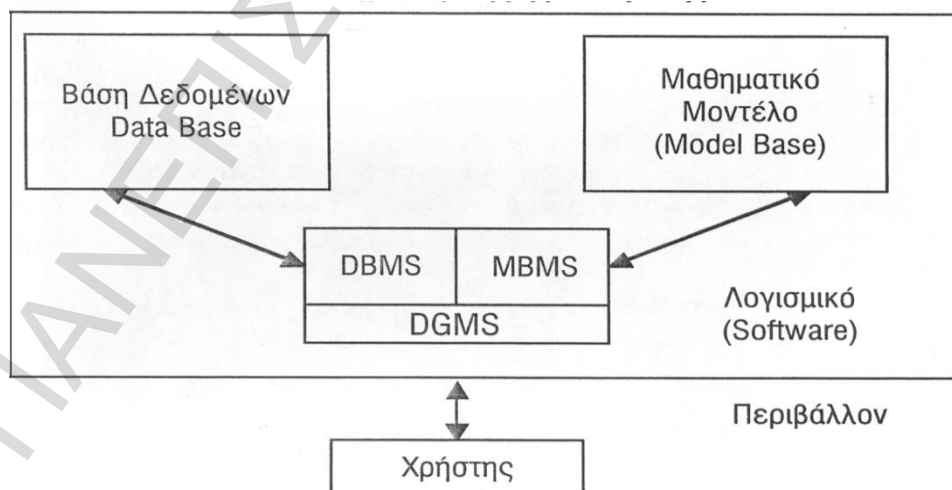 Βάση Δεδομένων
Data Base
Μαθηματικό
Μοντέλο
(Model Base)
DBMS
MBMS
DGMS
Λογισμικό
(Software)
Περιβάλλον
Χρήστης